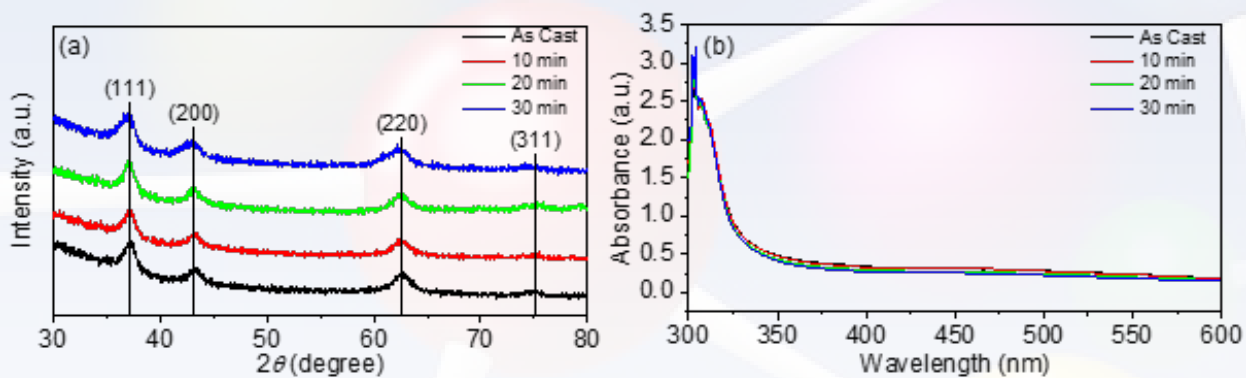 (a)
As Cast
10 min
20 min
30 min
(111)
(200)
(220)
(311)
Intensity (a.u.)
30 40 50 60 70 80
2θ (degree)
(b)
As Cast
10 min
20 min
30 min
3.5
3.0
2.5
2.0
1.5
1.0
0.5
0.0
Absorbance (a.u.)
300 350 400 450 500 550 600
Wavelength (nm)